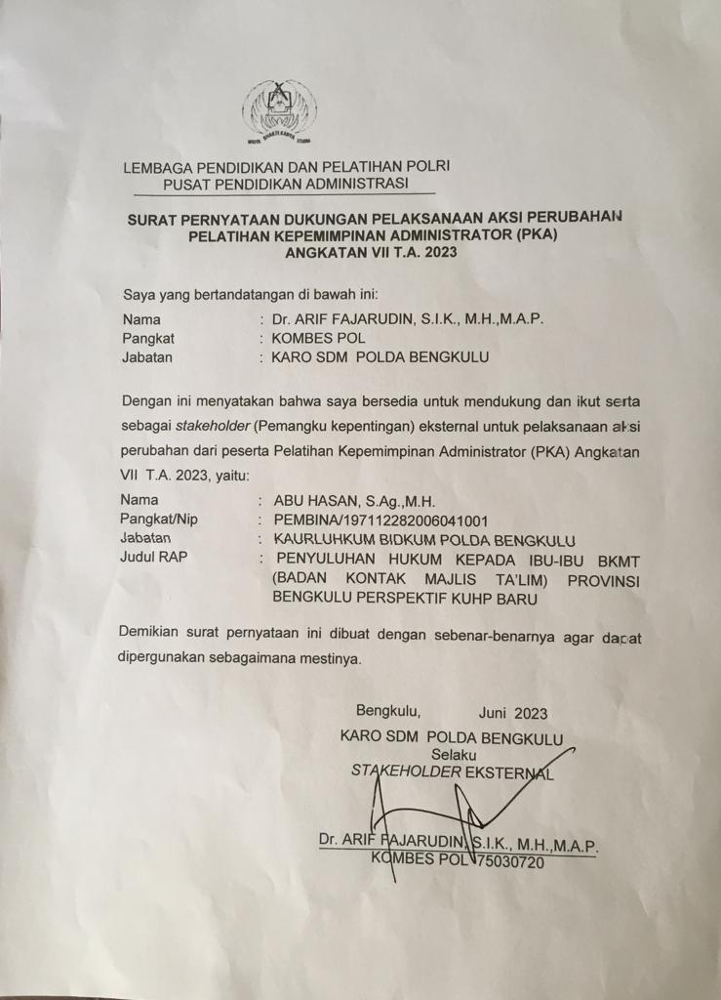 WIDYA BHAKTI KARYA UTAMA
LEMBAGA PENDIDIKAN DAN PELATIHAN POLRI
PUSAT PENDIDIKAN ADMINISTRASI
SURAT PERNYATAAN DUKUNGAN PELAKSANAAN AKSI PERUBAHAN
PELATIHAN KEPEMIMPINAN ADMINISTRATOR (PKA)
ANGKATAN VII T.A. 2023
Saya yang bertandatangan di bawah ini:
Nama : Dr. ARIF FAJARUDIN, S.I.K., M.H.,M.A.P.
Pangkat : KOMBES POL
Jabatan : KARO SDM POLDA BENGKULU
Dengan ini menyatakan bahwa saya bersedia untuk mendukung dan ikut serta
sebagai stakeholder (Pemangku kepentingan) eksternal untuk pelaksanaan aksi
perubahan dari peserta Pelatihan Kepemimpinan Administrator (PKA) Angkatan
VII T.A. 2023, yaitu:
Nama : ABU HASAN, S.Ag.,M.H.
Pangkat/Nip : PEMBINA/197112282006041001
Jabatan : KAURLUHKUM BIDKUM POLDA BENGKULU
Judul RAP : PENYULUHAN HUKUM KEPADA IBU-IBU BKMT
(BADAN KONTAK MAJLIS TA'LIM) PROVINSI
BENGKULU PERSPEKTIF KUHP BARU
Demikian surat pernyataan ini dibuat dengan sebenar-benarnya agar dapat
dipergunakan sebagaimana mestinya.
Bengkulu, Juni 2023
KARO SDM POLDA BENGKULU
Selaku
STAKEHOLDER EKSTERNAL
Dr. ARIF FAJARUDIN, S.I.K., M.H.,M.A.P.
KOMBES POL 75030720